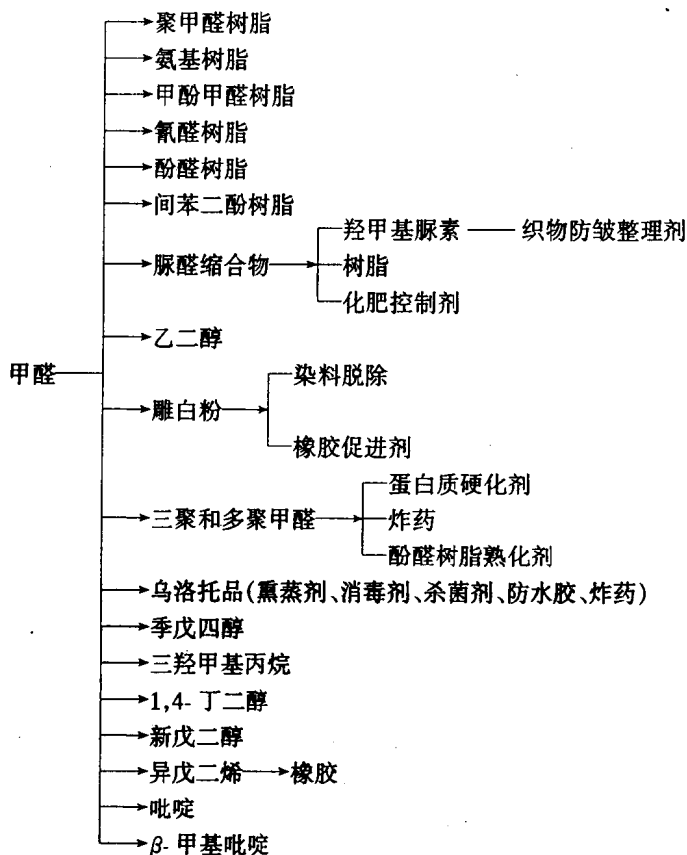 聚甲醛树脂
氨基树脂
甲酚甲醛树脂
氰醛树脂
酚醛树脂
间苯二酚树脂
羟甲基脲素 织物防皱整理剂
脲醛缩合物 树脂
化肥控制剂
乙二醇
甲醛
染料脱除
雕白粉
橡胶促进剂
蛋白质硬化剂
三聚和多聚甲醛 炸药
酚醛树脂熟化剂
乌洛托品(熏蒸剂、消毒剂、杀菌剂、防水胶、炸药)
季戊四醇
三羟甲基丙烷
1,4-丁二醇
新戊二醇
异戊二烯 橡胶
吡啶
β-甲基吡啶